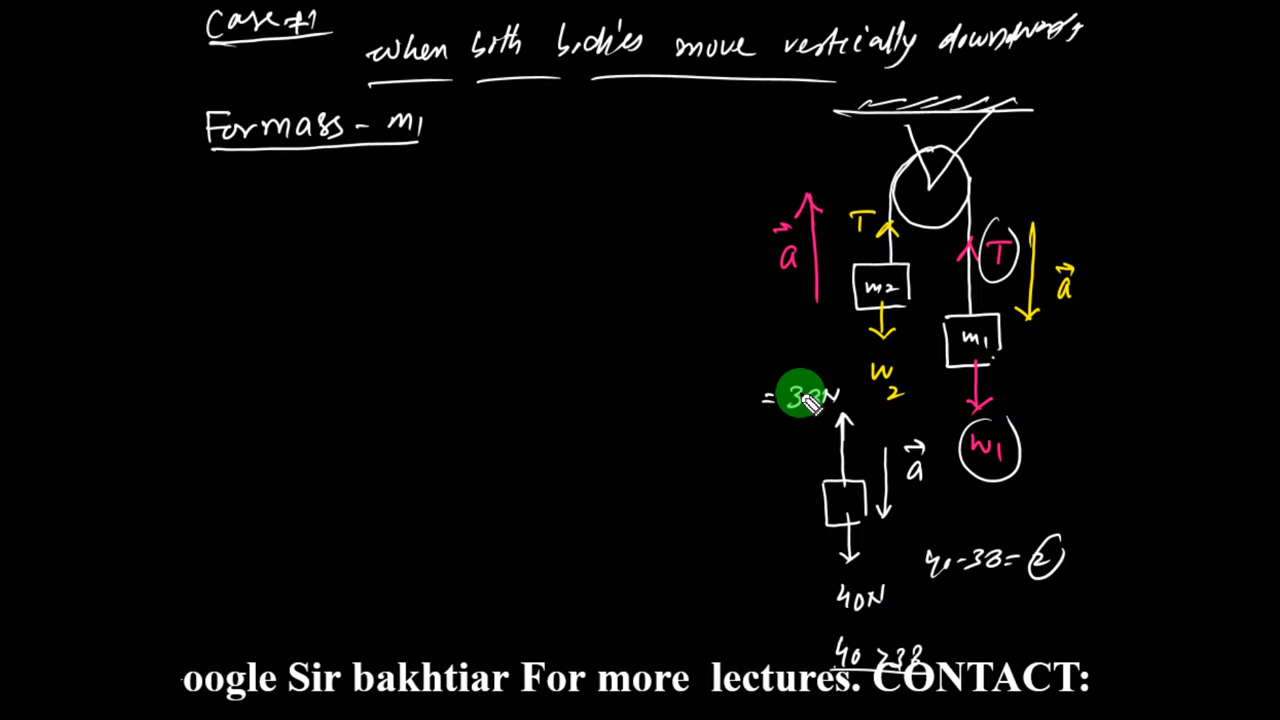 Case #1
when both bodies move vertically downwards
For mass - m1
T
T
a
m2
a
m1
W2
= 38N
a
W1
40-38= 2
40N
40 >38
oogle Sir bakhtiar For more lectures. CONTACT: